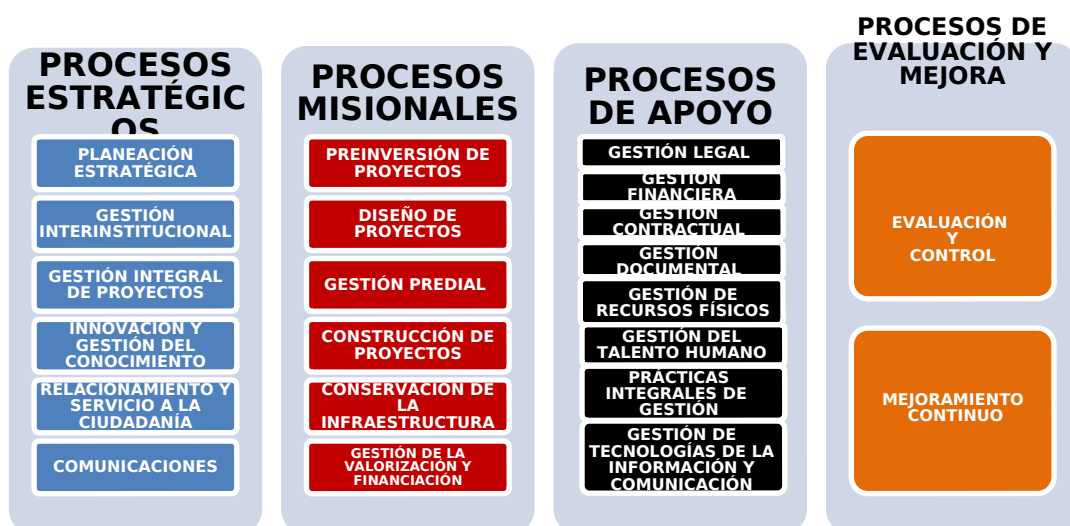 PROCESOS
ESTRATÉGIC
OS
PLANEACIÓN
ESTRATÉGICA
GESTIÓN
INTERINSTITUCIONAL
GESTIÓN INTEGRAL
DE PROYECTOS
INNOVACIÓN Y
GESTIÓN DEL
CONOCIMIENTO
RELACIONAMIENTO Y
SERVICIO A LA
CIUDADANÍA
COMUNICACIONES
PROCESOS
MISIONALES
PREINVERSIÓN DE
PROYECTOS
DISEÑO DE
PROYECTOS
GESTIÓN PREDIAL
CONSTRUCCIÓN DE
PROYECTOS
CONSERVACIÓN DE
LA
INFRAESTRUCTURA
GESTIÓN DE LA
VALORIZACIÓN Y
FINANCIACIÓN
PROCESOS
DE APOYO
GESTIÓN LEGAL
GESTIÓN
FINANCIERA
GESTIÓN
CONTRACTUAL
GESTIÓN
DOCUMENTAL
GESTIÓN DE
RECURSOS FÍSICOS
GESTIÓN DEL
TALENTO HUMANO
PRÁCTICAS
INTEGRALES DE
GESTIÓN
GESTIÓN DE
TECNOLOGÍAS DE LA
INFORMACIÓN Y
COMUNICACIÓN
PROCESOS DE
EVALUACIÓN Y
MEJORA
EVALUACIÓN
Y
CONTROL
MEJORAMIENTO
CONTINUO